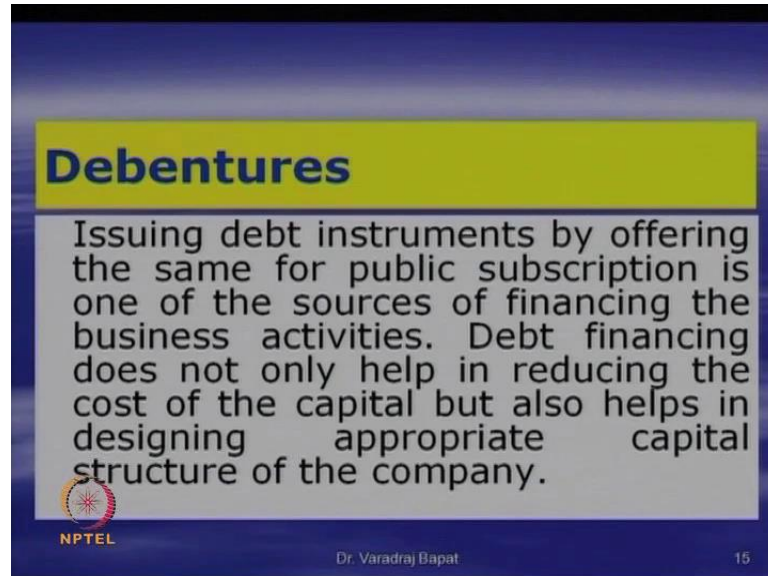 Debentures
Issuing debt instruments by offering
the same for public subscription is
one of the sources of financing the
business activities. Debt financing
does not only help in reducing the
cost of the capital but also helps in
designing appropriate capital
structure of the company.
NPTEL
Dr. Varadraj Bapat 15